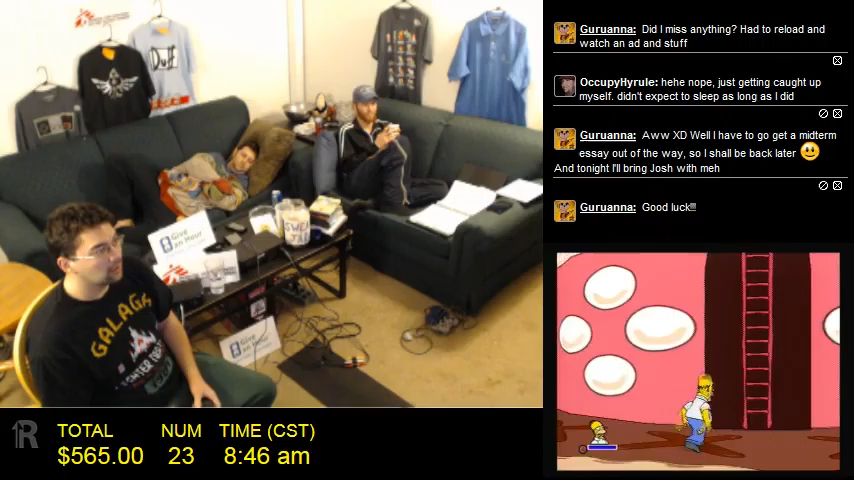 Guruanna: Did I miss anything? Had to reload and
watch an ad and stuff
OccupyHyrule: hehe nope, just getting caught up
myself. didn't expect to sleep as long as I did
Guruanna: Aww XD Well I have to go get a midterm
essay out of the way, so I shall be back later
And tonight I'll bring Josh with meh
Guruanna: Good luck!!!
Duff
GALAGA
FIGHTER
Give
an Hour
Give
an Hour
TOTAL
NUM
TIME (CST)
$565.00
23
8:46 am